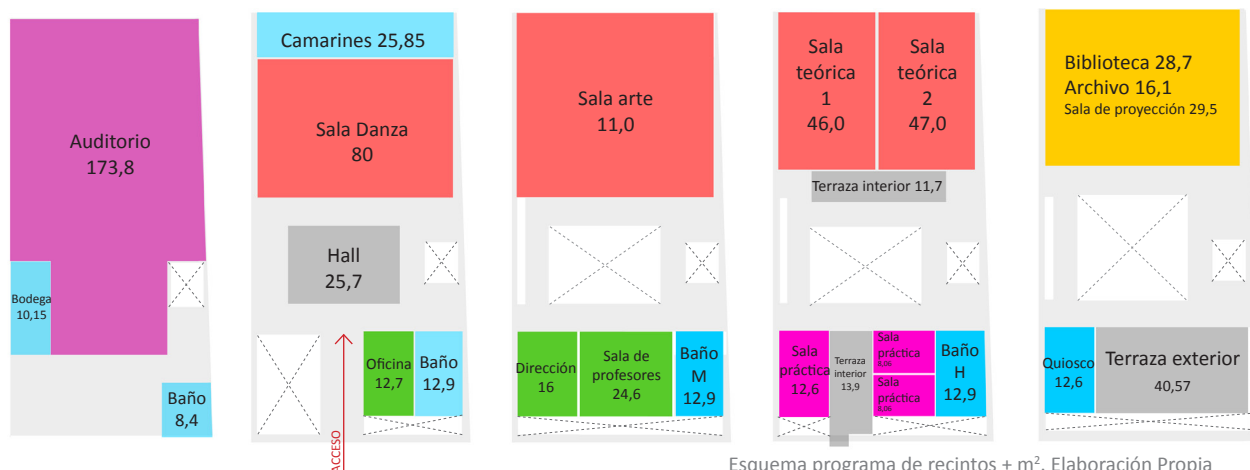 Auditorio
173,8
Bodega
10,15
Baño
8,4
Camarines 25,85
Sala Danza
80
Hall
25,7
Oficina
12,7
Baño
12,9
ACCESO
Sala arte
11,0
Dirección
16
Sala de
profesores
24,6
Baño
M
12,9
Sala
teórica
1
46,0
Sala
teórica
2
47,0
Terraza interior 11,7
Sala
práctica
12,6
Terraza
interior
13,9
Sala
práctica
8,06
Sala
práctica
8,06
Baño
H
12,9
Biblioteca 28,7
Archivo 16,1
Sala de proyección 29,5
Quiosco
12,6
Terraza exterior
40,57
Esquema programa de recintos + m². Elaboración Propia